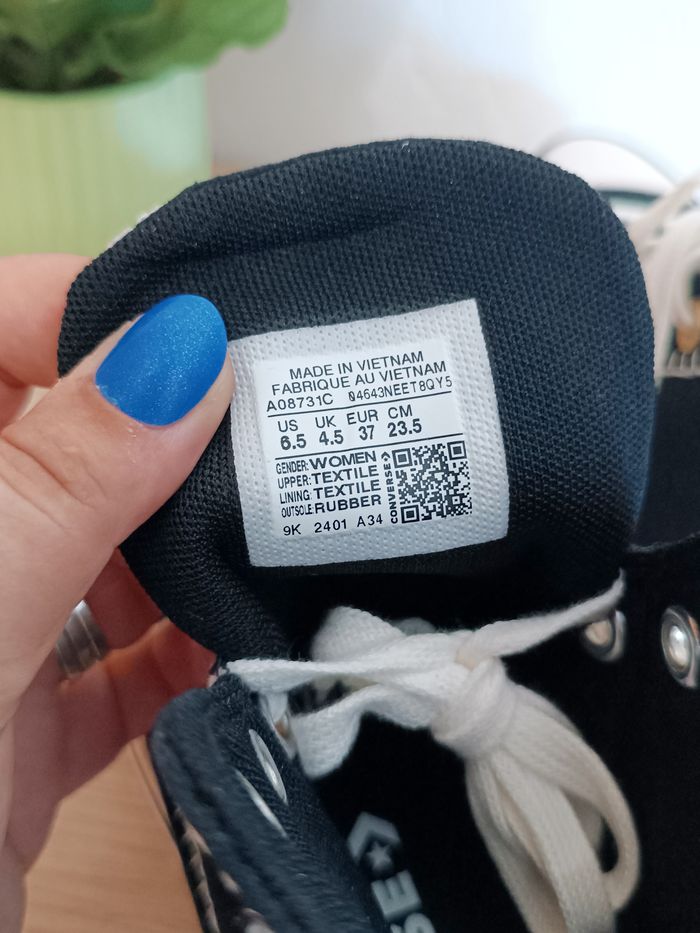 MADE IN VIETNAM
FABRIQUE AU VIETNAM
A08731C 04643NEET8QY5
US UK EUR CM
6.5 4.5 37 23.5
GENDER: WOMEN
UPPER: TEXTILE
LINING: TEXTILE
OUTSOLE: RUBBER
CONVERSE
9K 2401 A34